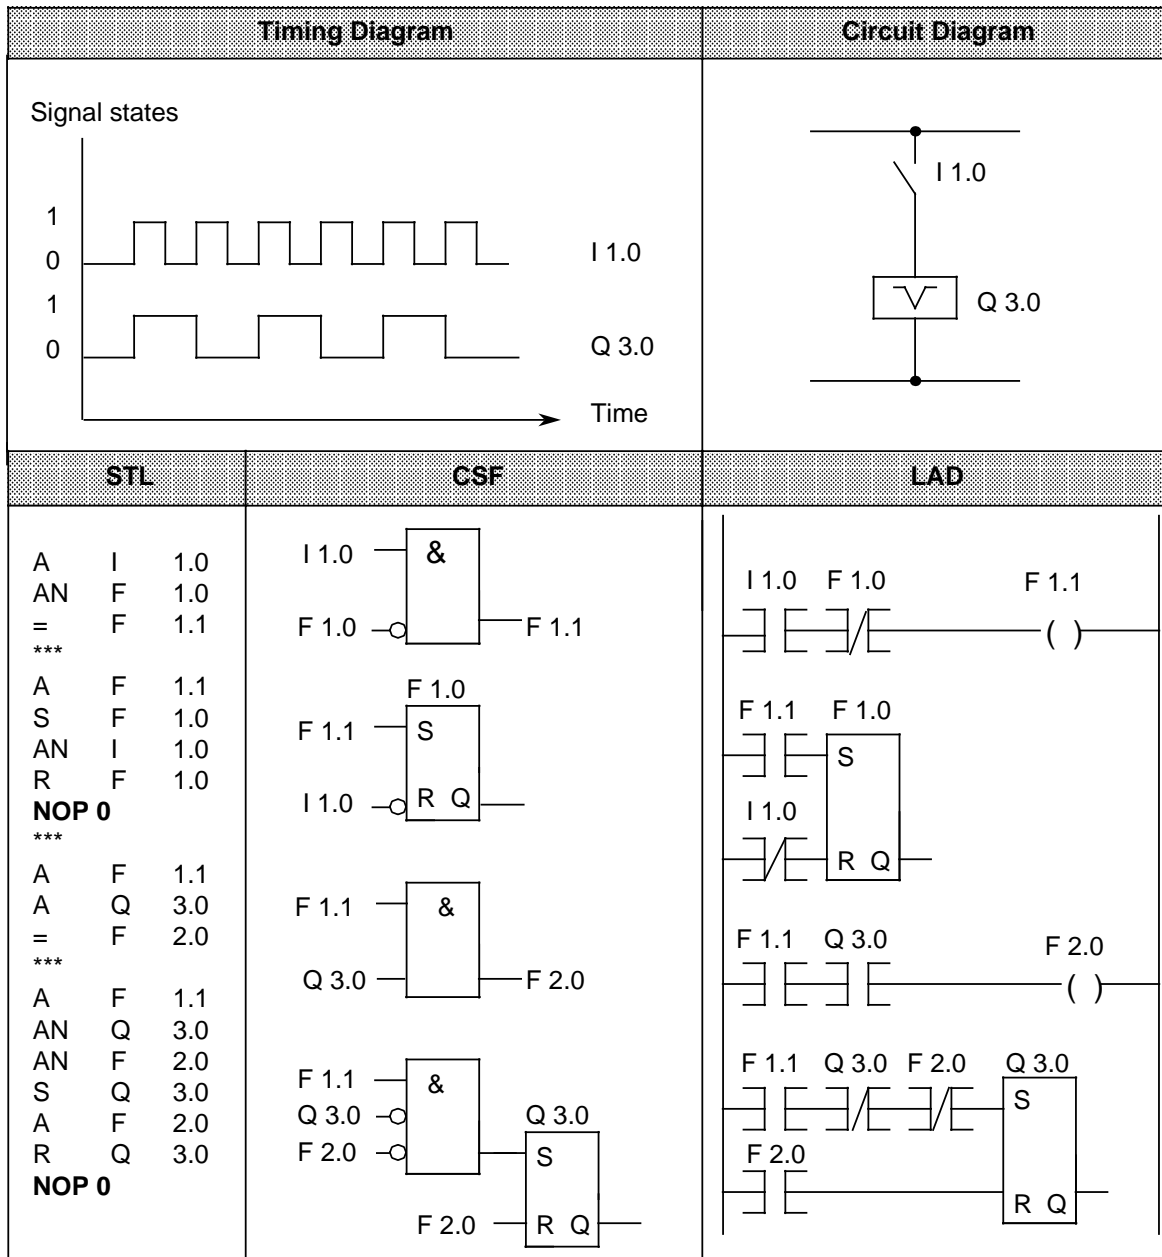 Timing Diagram
Circuit Diagram
Signal states
1
0
I 1.0
1
0
Q 3.0
Time
I 1.0
Q 3.0
STL
CSF
LAD
A I 1.0
AN F 1.0
= F 1.1
***
A F 1.1
S F 1.0
AN I 1.0
R F 1.0
NOP 0
***
A F 1.1
A Q 3.0
= F 2.0
***
A F 1.1
AN Q 3.0
AN F 2.0
S Q 3.0
A F 2.0
R Q 3.0
NOP 0
I 1.0 &
F 1.0 F 1.1
F 1.0
F 1.1 S
I 1.0 R Q
F 1.1 &
Q 3.0 F 2.0
F 1.1 &
Q 3.0 Q 3.0
F 2.0 S
F 2.0 R Q
I 1.0 F 1.0 F 1.1
( )
F 1.1 F 1.0
S
I 1.0
R Q
F 1.1 Q 3.0 F 2.0
( )
F 1.1 Q 3.0 F 2.0 Q 3.0
S
F 2.0
R Q